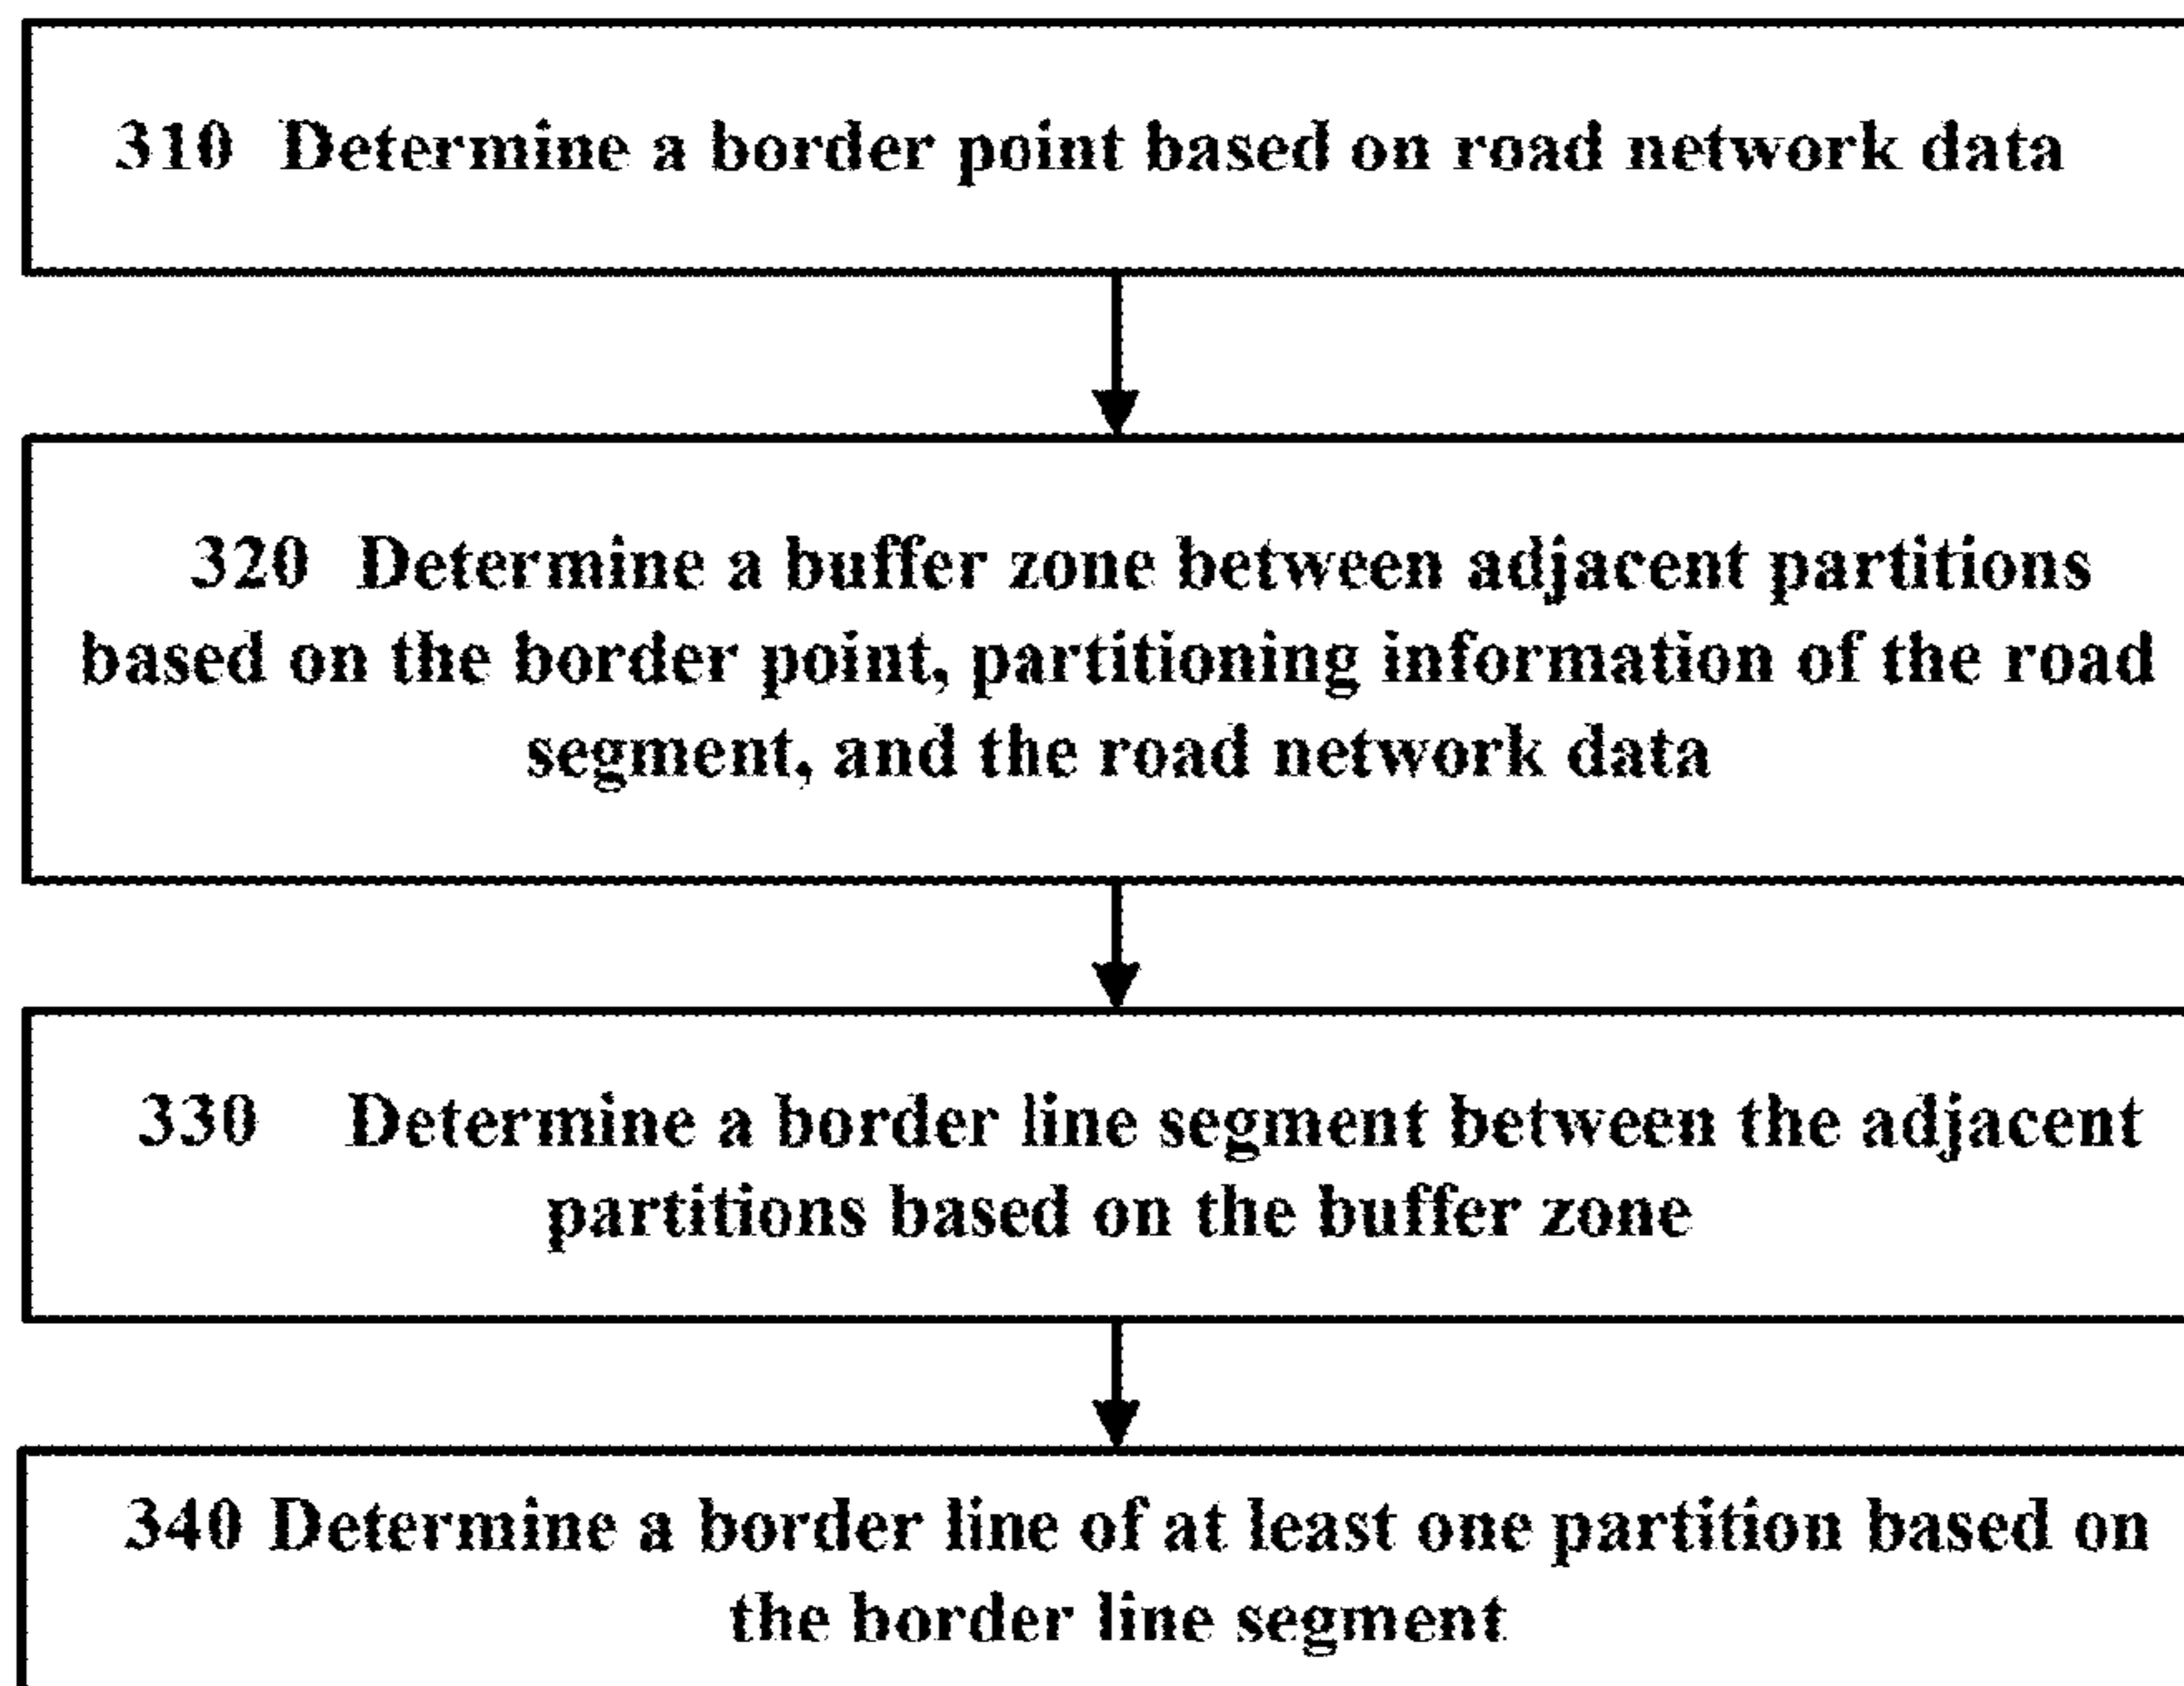 310 Determine a border point based on road network data
320 Determine a buffer zone between adjacent partitions
based on the border point, partitioning information of the road
segment, and the road network data
330 Determine a border line segment between the adjacent
partitions based on the buffer zone
340 Determine a border line of at least one partition based on
the border line segment